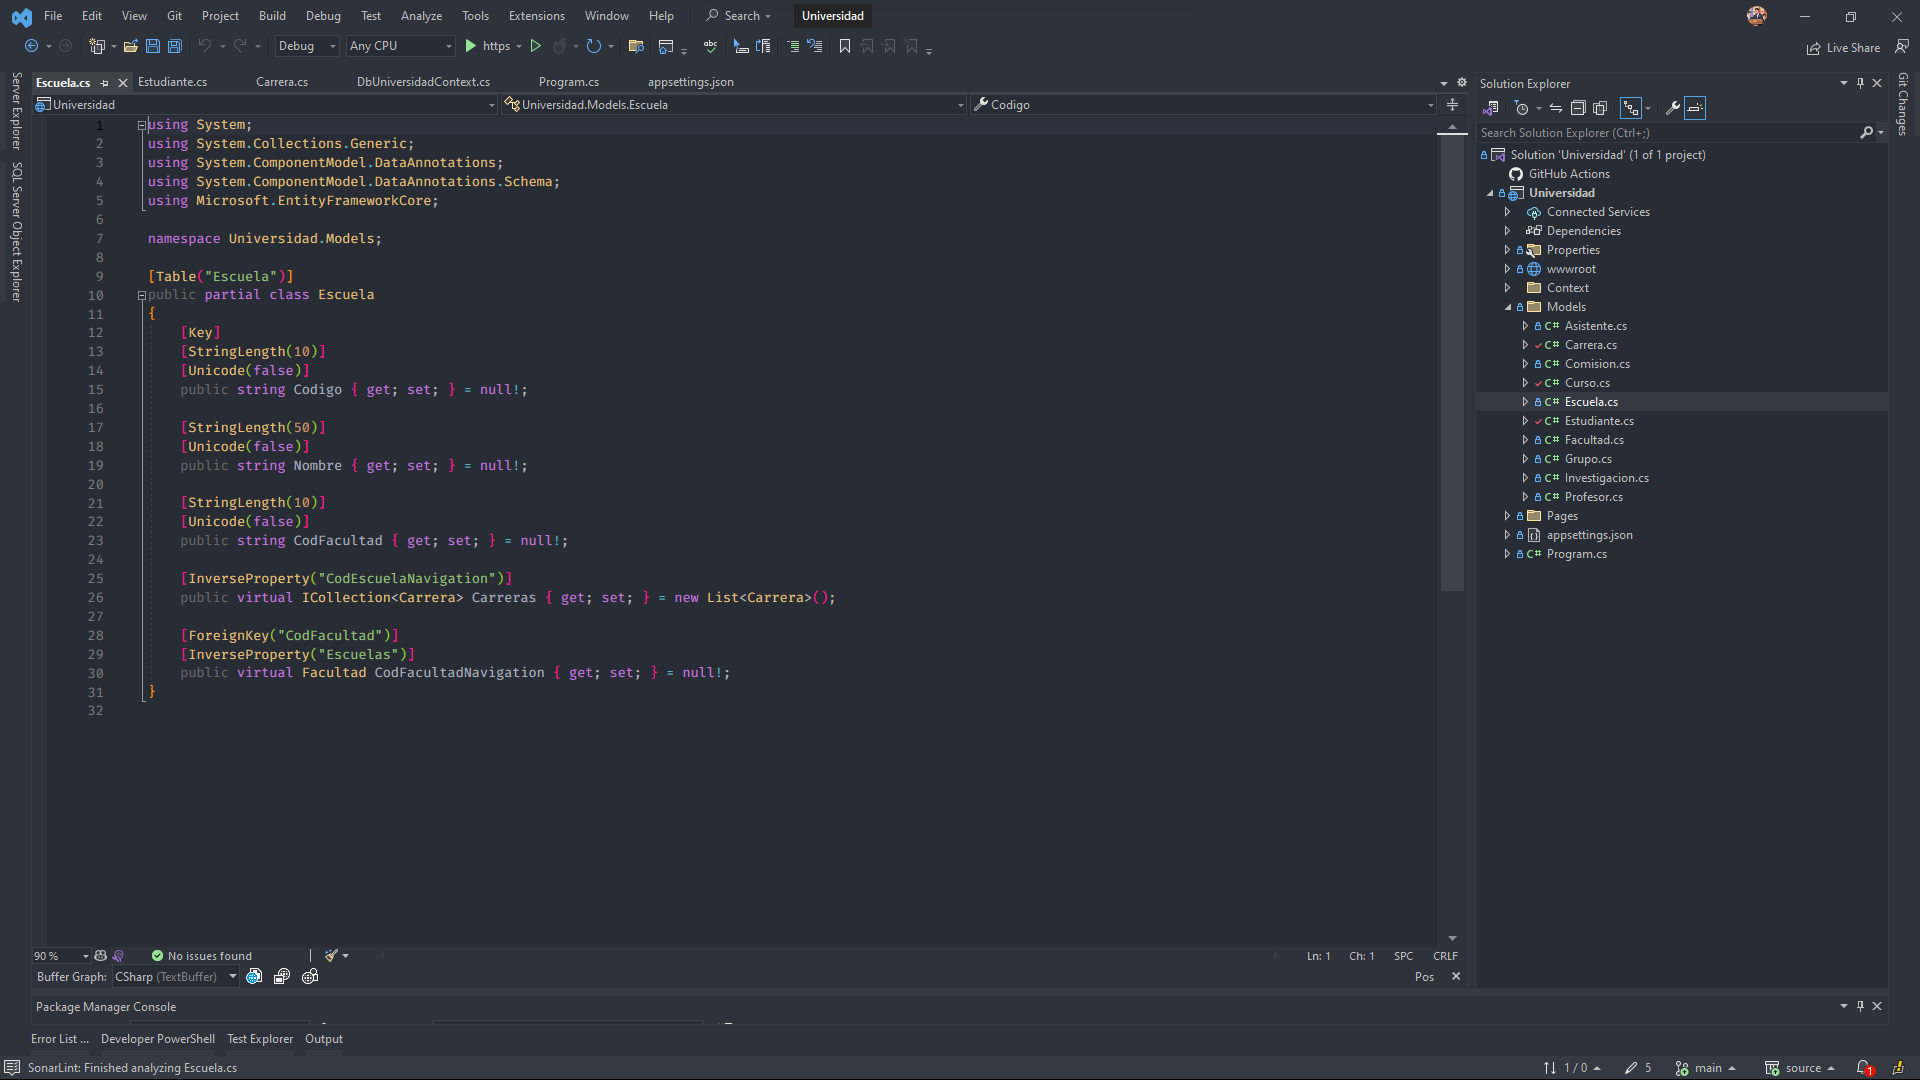 File Edit View Git Project Build Debug Test Analyze Tools Extensions Window Help Search Universidad
Debug Any CPU https Live Share
Server Explorer
SQL Server Object Explorer
Escuela.cs Estudiante.cs Carrera.cs DbUniversidadContext.cs Program.cs appsettings.json
Universidad Universidad.Models.Escuela Codigo
1 using System;
2 using System.Collections.Generic;
3 using System.ComponentModel.DataAnnotations;
4 using System.ComponentModel.DataAnnotations.Schema;
5 using Microsoft.EntityFrameworkCore;
6
7 namespace Universidad.Models;
8
9 [Table("Escuela")]
10 public partial class Escuela
11 {
12 [Key]
13 [StringLength(10)]
14 [Unicode(false)]
15 public string Codigo { get; set; } = null!;
16
17 [StringLength(50)]
18 [Unicode(false)]
19 public string Nombre { get; set; } = null!;
20
21 [StringLength(10)]
22 [Unicode(false)]
23 public string CodFacultad { get; set; } = null!;
24
25 [InverseProperty("CodEscuelaNavigation")]
26 public virtual ICollection<Carrera> Carreras { get; set; } = new List<Carrera>();
27
28 [ForeignKey("CodFacultad")]
29 [InverseProperty("Escuelas")]
30 public virtual Facultad CodFacultadNavigation { get; set; } = null!;
31 }
32
90 % No issues found Ln: 1 Ch: 1 SPC CRLF
Buffer Graph: CSharp (TextBuffer) Pos
Package Manager Console
Error List ... Developer PowerShell Test Explorer Output
SonarLint: Finished analyzing Escuela.cs 1 / 0 5 main source 1
Solution Explorer
Search Solution Explorer (Ctrl+;)
Solution 'Universidad' (1 of 1 project)
GitHub Actions
Universidad
Connected Services
Dependencies
Properties
wwwroot
Context
Models
C# Asistente.cs
C# Carrera.cs
C# Comision.cs
C# Curso.cs
C# Escuela.cs
C# Estudiante.cs
C# Facultad.cs
C# Grupo.cs
C# Investigacion.cs
C# Profesor.cs
Pages
appsettings.json
C# Program.cs
Git Changes